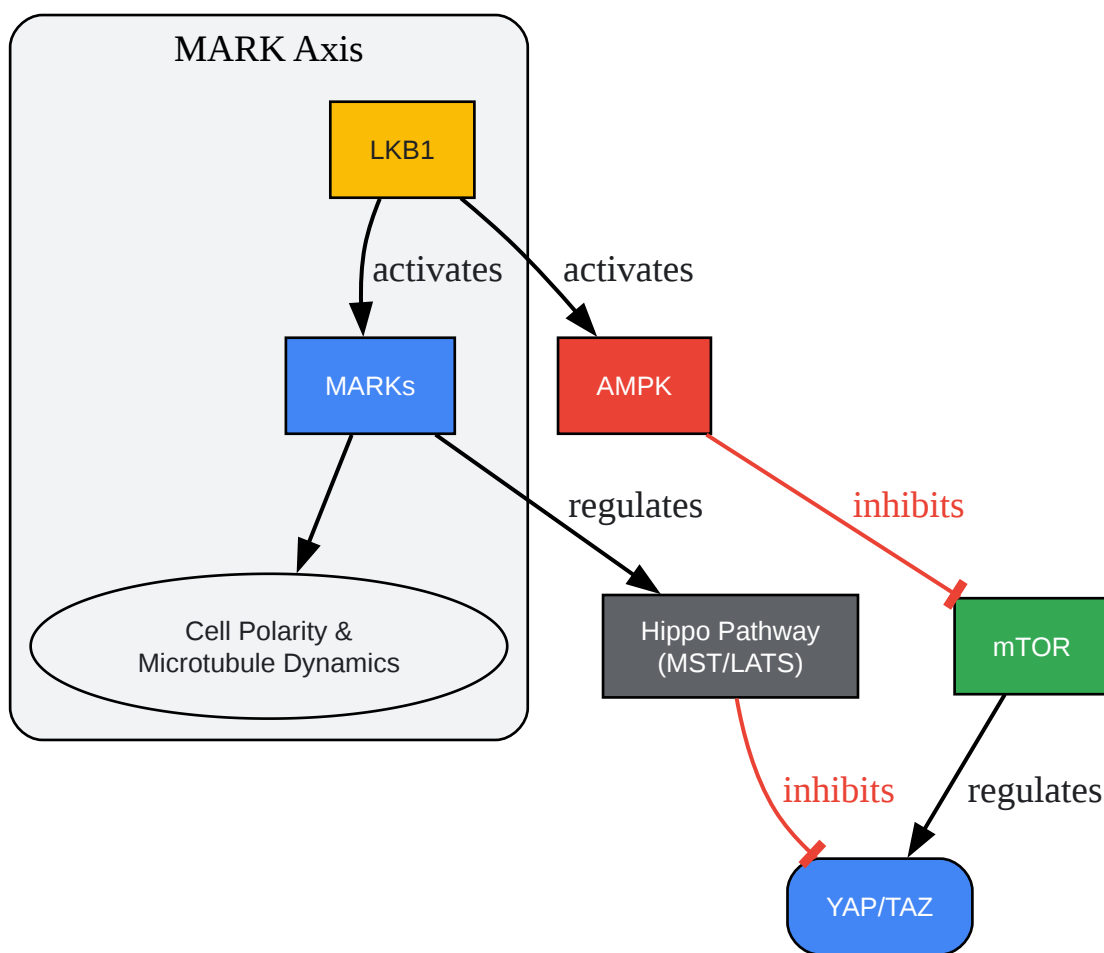 MARK Axis
LKB1
activates
activates
MARKs
AMPK
regulates
inhibits
Cell Polarity &
Microtubule Dynamics
Hippo Pathway
(MST/LATS)
mTOR
inhibits
regulates
YAP/TAZ